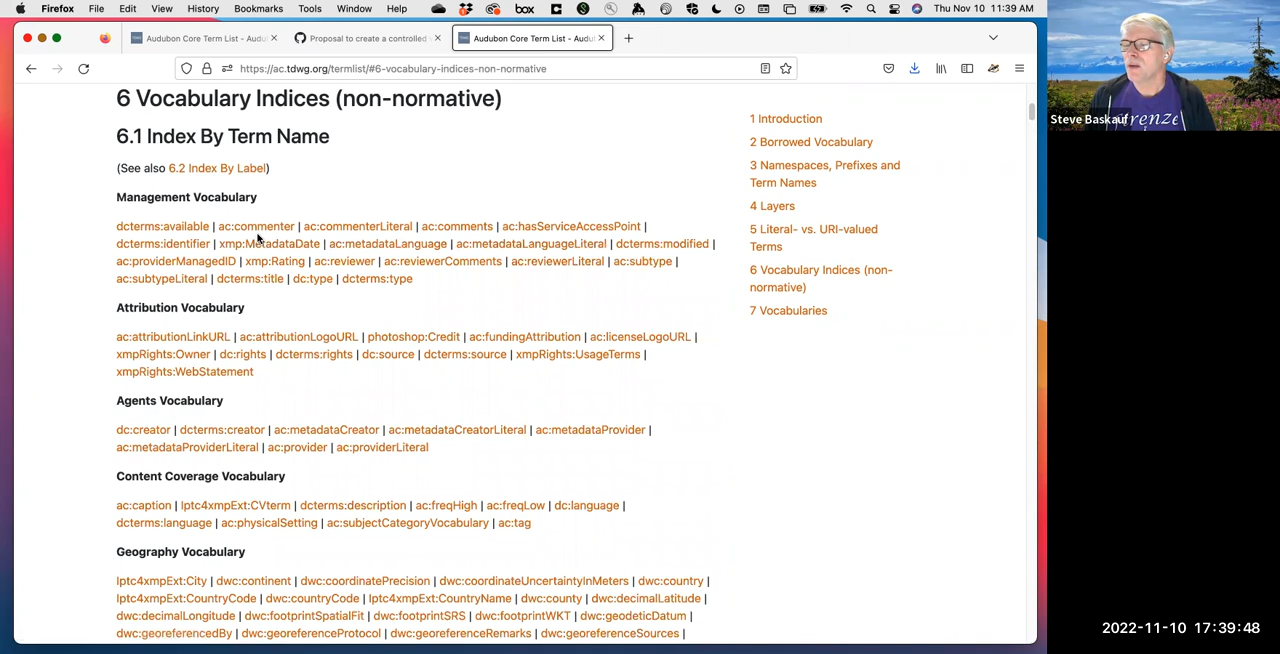 Firefox File Edit View History Bookmarks Tools Window Help box Thu Nov 10 11:39 AM
Audubon Core Term List - Audu Proposal to create a controlled Audubon Core Term List - Audu
https://ac.tdwg.org/termlist/#6-vocabulary-indices-non-normative
6 Vocabulary Indices (non-normative)
6.1 Index By Term Name
(See also 6.2 Index By Label)
Management Vocabulary
dcterms:available | ac:commenter | ac:commenterLiteral | ac:comments | ac:hasServiceAccessPoint |
dcterms:identifier | xmp:MetadataDate | ac:metadataLanguage | ac:metadataLanguageLiteral | dcterms:modified |
ac:providerManagedID | xmp:Rating | ac:reviewer | ac:reviewerComments | ac:reviewerLiteral | ac:subtype |
ac:subtypeLiteral | dcterms:title | dc:type | dcterms:type
Attribution Vocabulary
ac:attributionLinkURL | ac:attributionLogoURL | photoshop:Credit | ac:fundingAttribution | ac:licenseLogoURL |
xmpRights:Owner | dc:rights | dcterms:rights | dc:source | dcterms:source | xmpRights:UsageTerms |
xmpRights:WebStatement
Agents Vocabulary
dc:creator | dcterms:creator | ac:metadataCreator | ac:metadataCreatorLiteral | ac:metadataProvider |
ac:metadataProviderLiteral | ac:provider | ac:providerLiteral
Content Coverage Vocabulary
ac:caption | Iptc4xmpExt:CVterm | dcterms:description | ac:freqHigh | ac:freqLow | dc:language |
dcterms:language | ac:physicalSetting | ac:subjectCategoryVocabulary | ac:tag
Geography Vocabulary
Iptc4xmpExt:City | dwc:continent | dwc:coordinatePrecision | dwc:coordinateUncertaintyInMeters | dwc:country |
Iptc4xmpExt:CountryCode | dwc:countryCode | Iptc4xmpExt:CountryName | dwc:county | dwc:decimalLatitude |
dwc:decimalLongitude | dwc:footprintSpatialFit | dwc:footprintSRS | dwc:footprintWKT | dwc:geodeticDatum |
dwc:georeferencedBy | dwc:georeferenceProtocol | dwc:georeferenceRemarks | dwc:georeferenceSources |
1 Introduction
2 Borrowed Vocabulary
3 Namespaces, Prefixes and
Term Names
4 Layers
5 Literal- vs. URI-valued
Terms
6 Vocabulary Indices (non-
normative)
7 Vocabularies
Steve Baskauf
2022-11-10 17:39:48